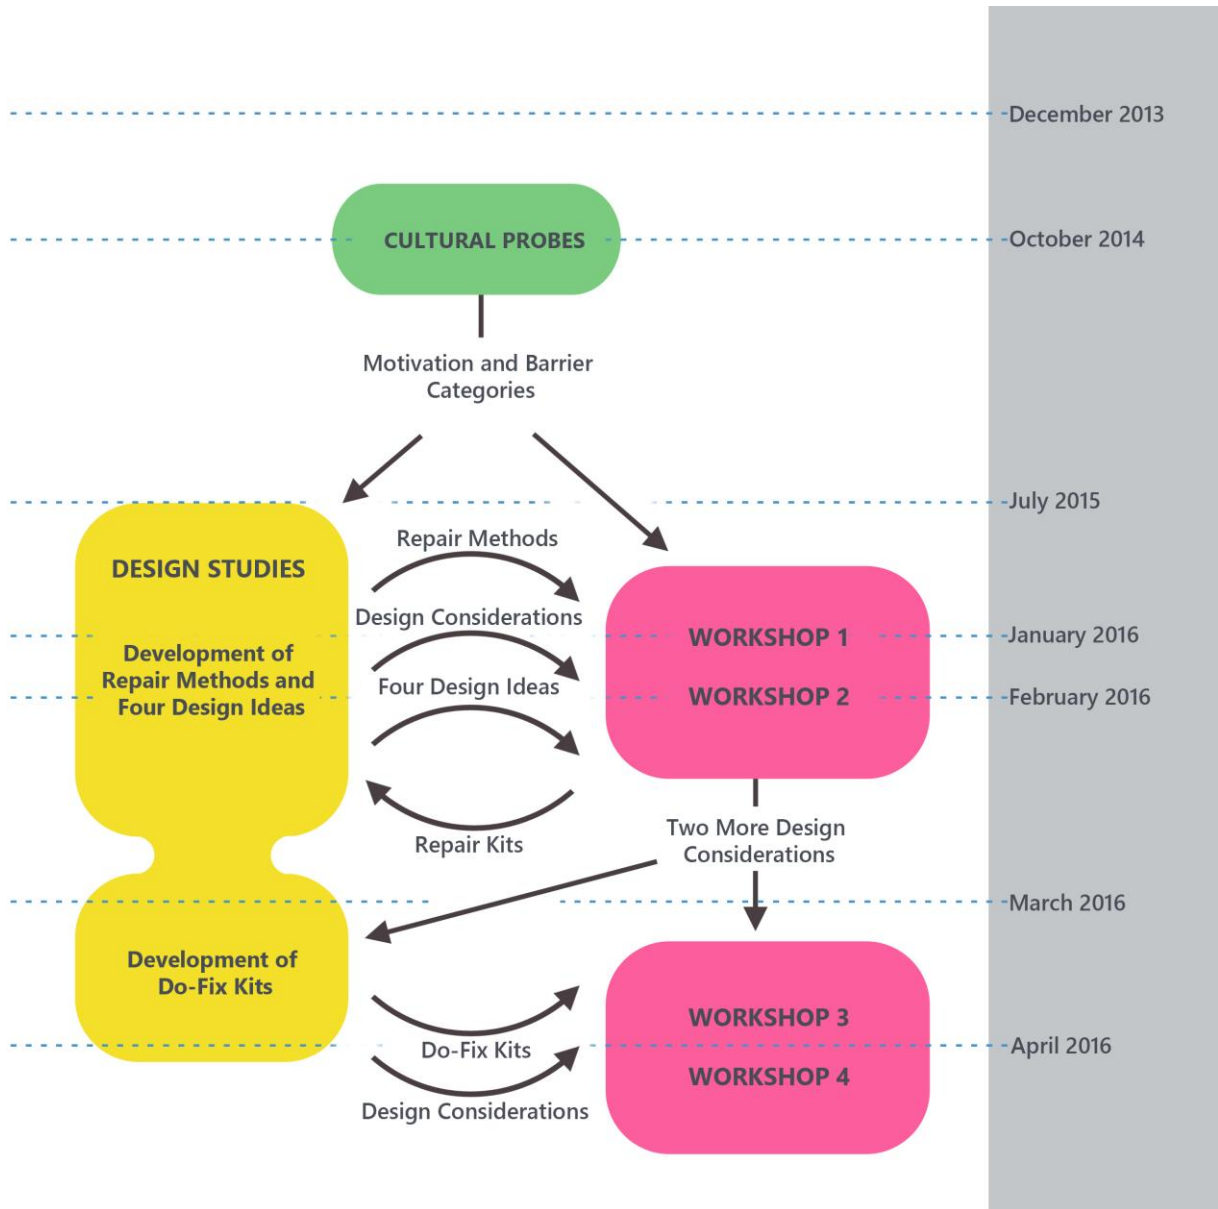 December 2013
CULTURAL PROBES
October 2014
Motivation and Barrier
Categories
July 2015
DESIGN STUDIES
Development of
Repair Methods and
Four Design Ideas
Repair Methods
Design Considerations
Four Design Ideas
Repair Kits
WORKSHOP 1
January 2016
WORKSHOP 2
February 2016
Two More Design
Considerations
March 2016
Development of
Do-Fix Kits
Do-Fix Kits
Design Considerations
WORKSHOP 3
April 2016
WORKSHOP 4